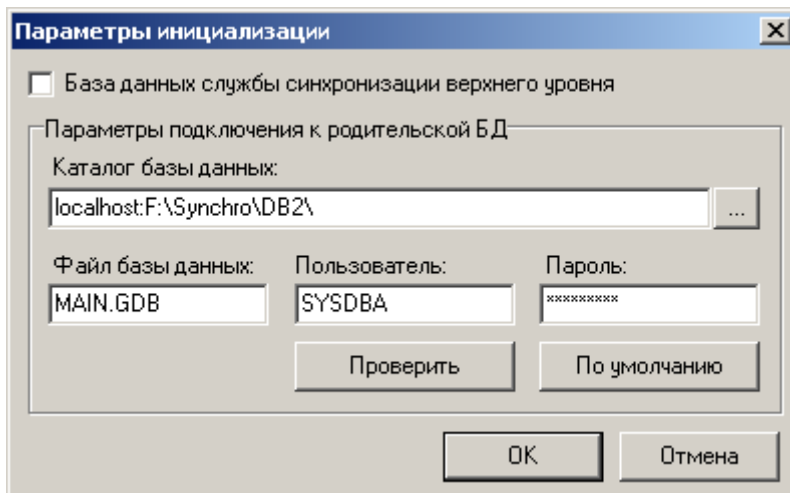 Параметры инициализации
База данных службы синхронизации верхнего уровня
Параметры подключения к родительской БД
Каталог базы данных:
localhost:F:\Synchro\DB2\
...
Файл базы данных: Пользователь: Пароль:
MAIN.GDB SYSDBA *********
Проверить По умолчанию
OK Отмена